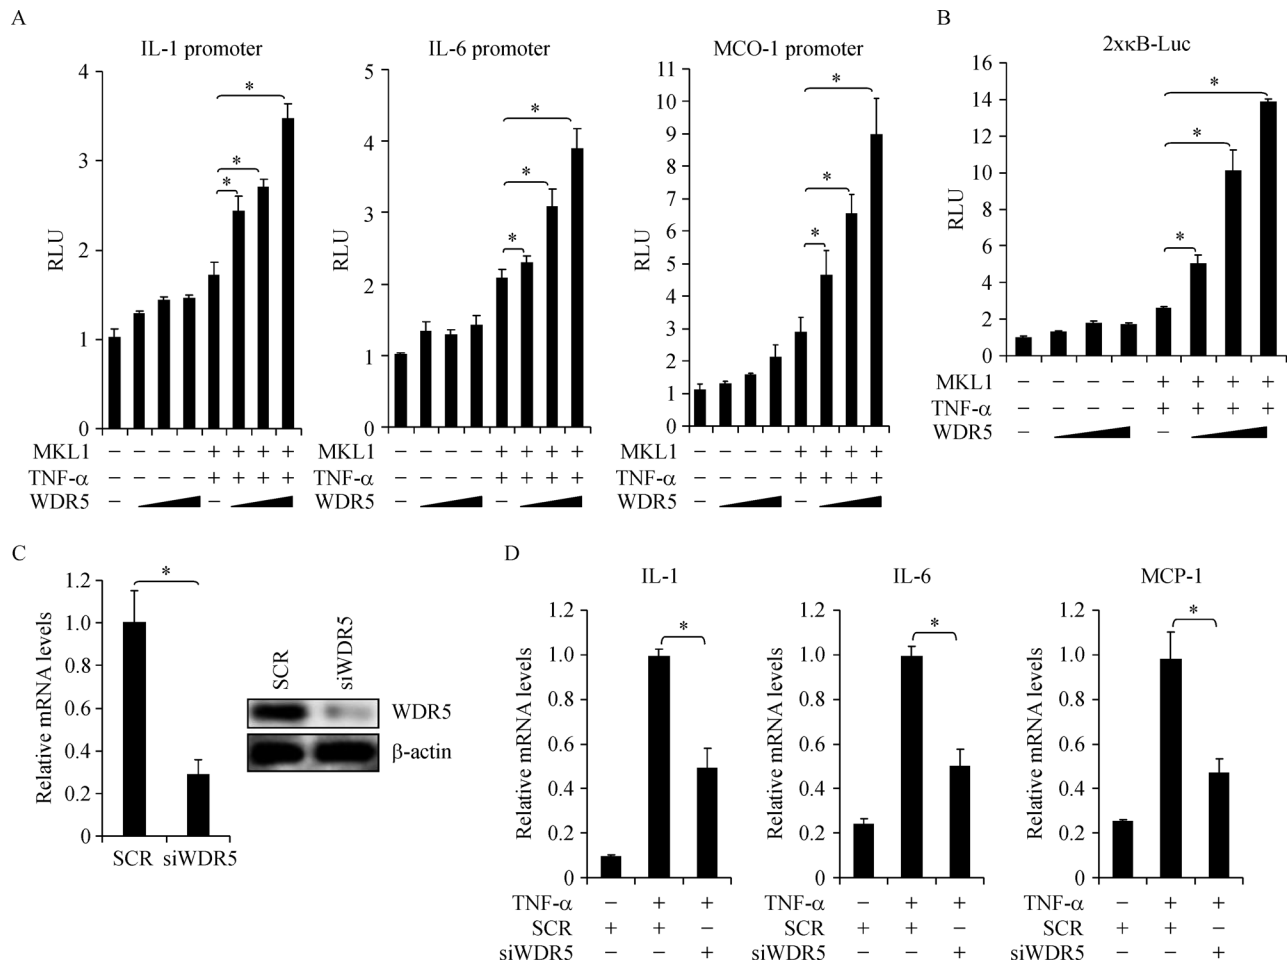 A
IL-1 promoter
RLU
4
3
2
1
0
MKL1 – – – – + + + +
TNF-α – – – – + + + +
WDR5 – –
IL-6 promoter
RLU
5
4
3
2
1
0
MKL1 – – – – + + + +
TNF-α – – – – + + + +
WDR5 – –
MCO-1 promoter
RLU
11
10
9
8
7
6
5
4
3
2
1
0
MKL1 – – – – + + + +
TNF-α – – – – + + + +
WDR5 – –
* * *
* * *
* * *
B
2xκB-Luc
RLU
16
14
12
10
8
6
4
2
0
* * *
MKL1 – – – – + + + +
TNF-α – – – – + + + +
WDR5 – –
C
Relative mRNA levels
1.2
1.0
0.8
0.6
0.4
0.2
0
*
SCR siWDR5
SCR siWDR5
WDR5
β-actin
D
IL-1
Relative mRNA levels
1.2
1.0
0.8
0.6
0.4
0.2
0
*
TNF-α – + +
SCR + + –
siWDR5 – – +
IL-6
Relative mRNA levels
1.2
1.0
0.8
0.6
0.4
0.2
0
*
TNF-α – + +
SCR + + –
siWDR5 – – +
MCP-1
Relative mRNA levels
1.2
1.0
0.8
0.6
0.4
0.2
0
*
TNF-α – + +
SCR + + –
siWDR5 – – +